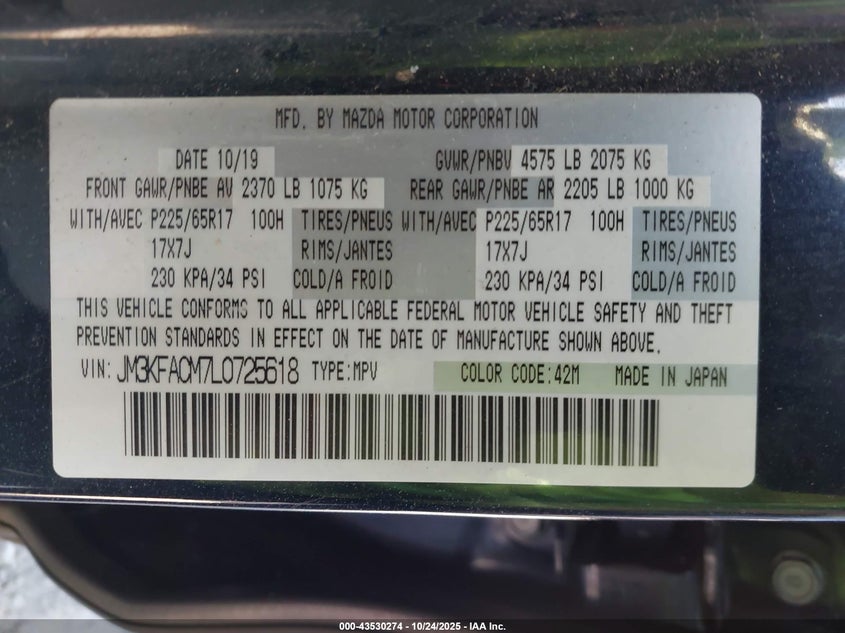 MFD. BY MAZDA MOTOR CORPORATION
DATE 10/19 GVWR/PNBV 4575 LB 2075 KG
FRONT GAWR/PNBE AV 2370 LB 1075 KG REAR GAWR/PNBE AR 2205 LB 1000 KG
WITH/AVEC P225/65R17 100H TIRES/PNEUS WITH/AVEC P225/65R17 100H TIRES/PNEUS
17X7J RIMS/JANTES 17X7J RIMS/JANTES
230 KPA/34 PSI COLD/A FROID 230 KPA/34 PSI COLD/A FROID
THIS VEHICLE CONFORMS TO ALL APPLICABLE FEDERAL MOTOR VEHICLE SAFETY AND THEFT
PREVENTION STANDARDS IN EFFECT ON THE DATE OF MANUFACTURE SHOWN ABOVE.
VIN: JM3KFACM7L0725618 TYPE:MPV COLOR CODE:42M MADE IN JAPAN
000-43530274 - 10/24/2025 - IAA Inc.